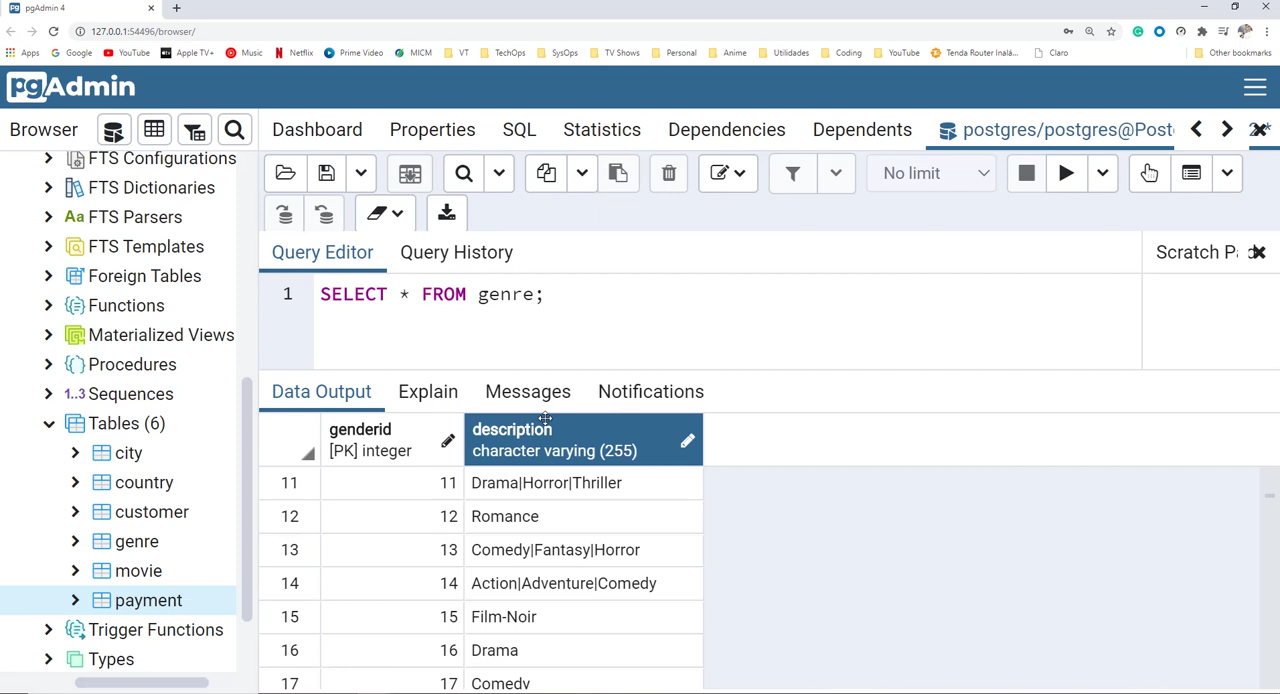 pgAdmin 4
127.0.0.1:54496/browser/
Apps Google YouTube Apple TV+ Music Netflix Prime Video MICM VT TechOps SysOps TV Shows Personal Anime Utilidades Coding YouTube Tenda Router Inalá... Claro Other bookmarks
pgAdmin
Browser
Dashboard Properties SQL Statistics Dependencies Dependents postgres/postgres@Post
No limit
FTS Configurations
FTS Dictionaries
Aa FTS Parsers
FTS Templates
Foreign Tables
Functions
Materialized Views
Procedures
1..3 Sequences
Tables (6)
city
country
customer
genre
movie
payment
Trigger Functions
Types
Query Editor Query History Scratch P
1 SELECT * FROM genre;
Data Output Explain Messages Notifications
genderid description
[PK] integer character varying (255)
11 11 Drama|Horror|Thriller
12 12 Romance
13 13 Comedy|Fantasy|Horror
14 14 Action|Adventure|Comedy
15 15 Film-Noir
16 16 Drama
17 17 Comedy